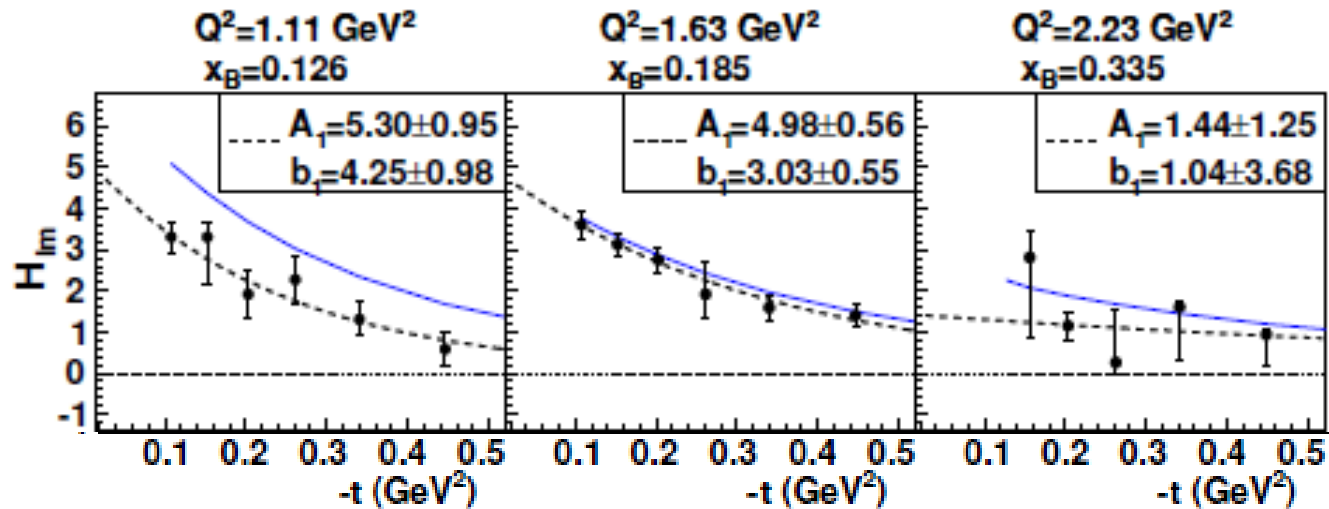 Q²=1.11 GeV²
x_B=0.126
Q²=1.63 GeV²
x_B=0.185
Q²=2.23 GeV²
x_B=0.335
A₁=5.30±0.95
b₁=4.25±0.98
A₁=4.98±0.56
b₁=3.03±0.55
A₁=1.44±1.25
b₁=1.04±3.68
H_Im
6
5
4
3
2
1
0
-1
0.1 0.2 0.3 0.4 0.5
0.1 0.2 0.3 0.4 0.5
0.1 0.2 0.3 0.4 0.5
-t (GeV²)
-t (GeV²)
-t (GeV²)